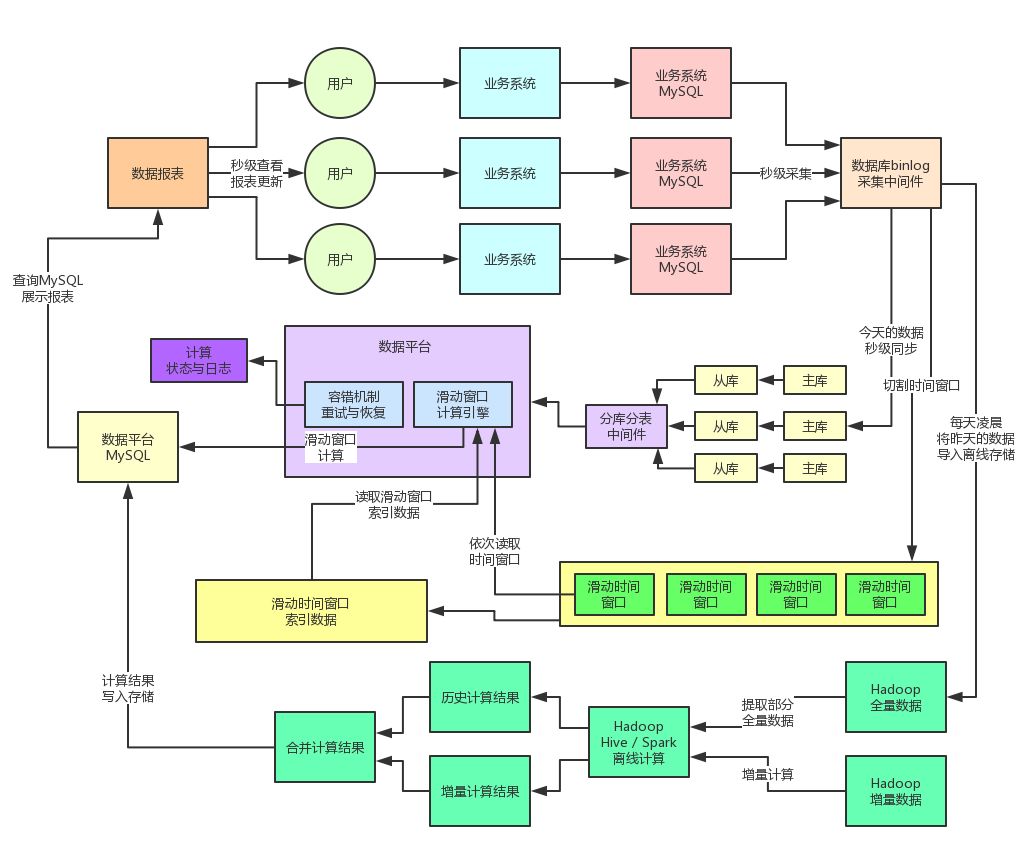 用户
业务系统
业务系统
MySQL
数据报表
秒级查看
报表更新
用户
业务系统
业务系统
MySQL
秒级采集
数据库binlog
采集中间件
用户
业务系统
业务系统
MySQL
查询MySQL
展示报表
计算
状态与日志
数据平台
容错机制
重试与恢复
滑动窗口
计算引擎
滑动窗口
计算
数据平台
MySQL
分库分表
中间件
从库
主库
从库
主库
从库
主库
今天的数据
秒级同步
切割时间窗口
每天凌晨
将昨天的数据
导入离线存储
读取滑动窗口
索引数据
依次读取
时间窗口
滑动时间窗口
索引数据
滑动时间
窗口
滑动时间
窗口
滑动时间
窗口
滑动时间
窗口
计算结果
写入存储
历史计算结果
合并计算结果
增量计算结果
Hadoop
Hive / Spark
离线计算
提取部分
全量数据
增量计算
Hadoop
全量数据
Hadoop
增量数据